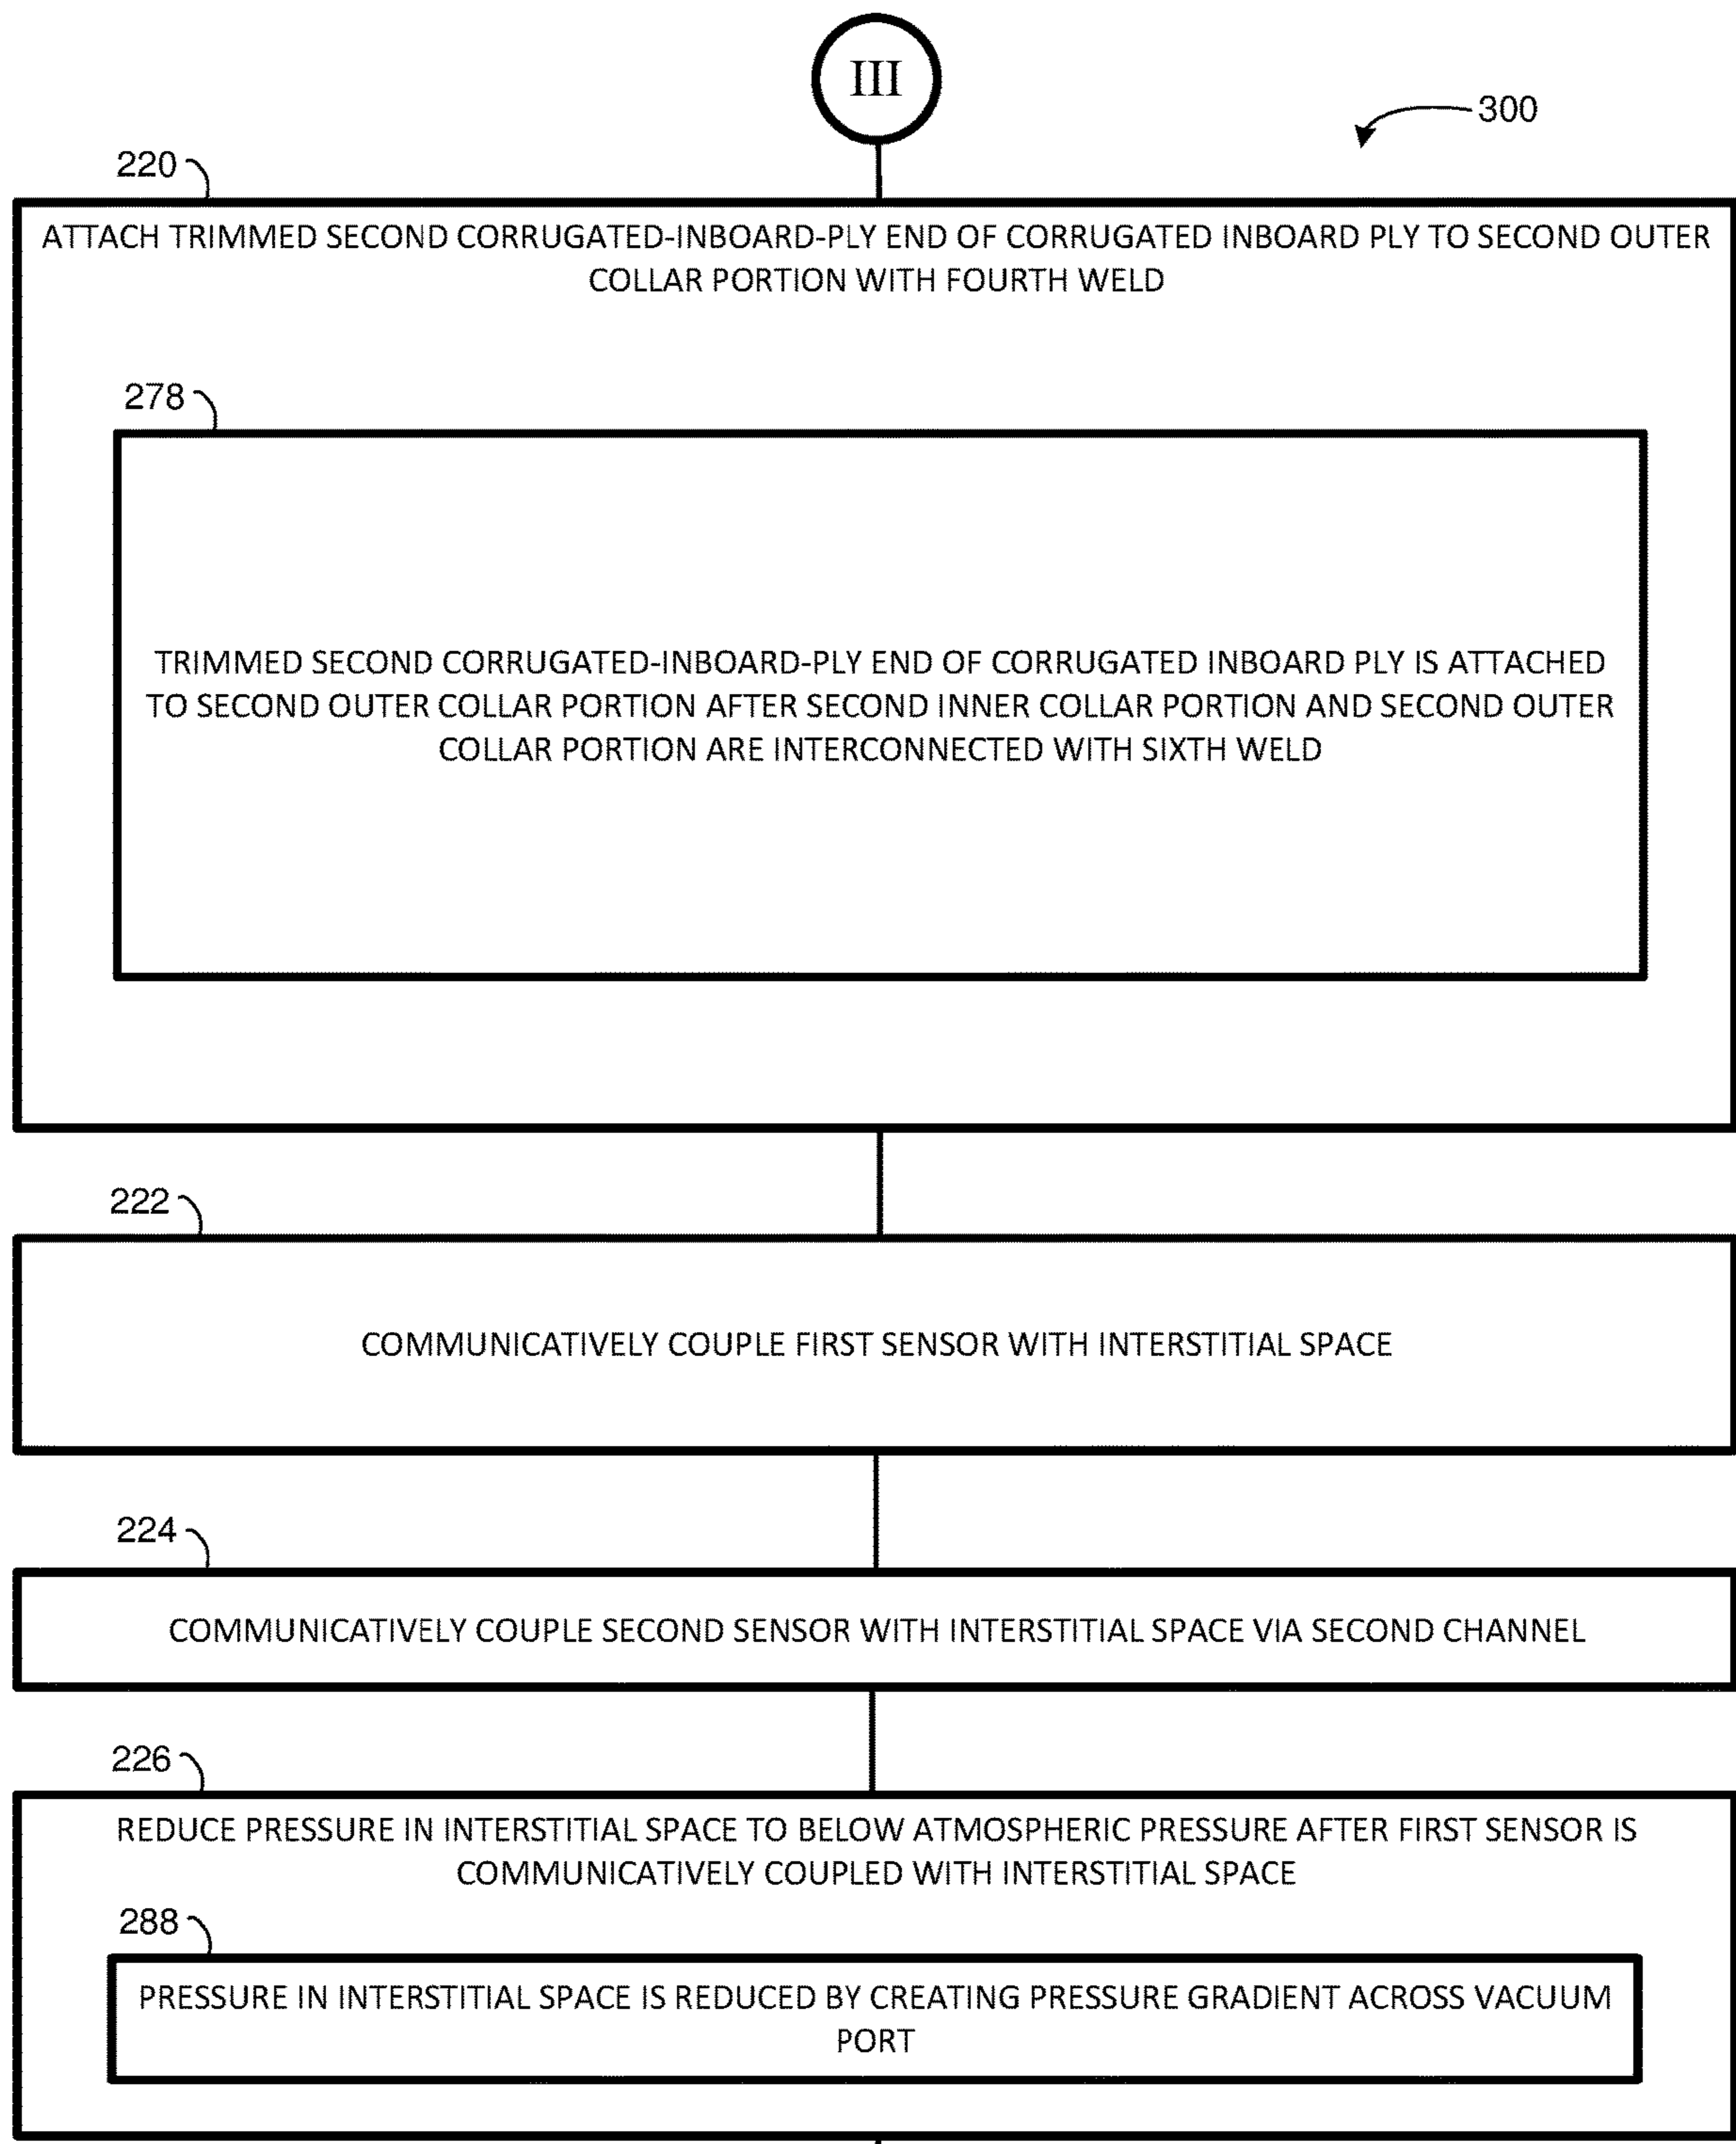 III
300
220
ATTACH TRIMMED SECOND CORRUGATED-INBOARD-PLY END OF CORRUGATED INBOARD PLY TO SECOND OUTER
COLLAR PORTION WITH FOURTH WELD
278
TRIMMED SECOND CORRUGATED-INBOARD-PLY END OF CORRUGATED INBOARD PLY IS ATTACHED
TO SECOND OUTER COLLAR PORTION AFTER SECOND INNER COLLAR PORTION AND SECOND OUTER
COLLAR PORTION ARE INTERCONNECTED WITH SIXTH WELD
222
COMMUNICATIVELY COUPLE FIRST SENSOR WITH INTERSTITIAL SPACE
224
COMMUNICATIVELY COUPLE SECOND SENSOR WITH INTERSTITIAL SPACE VIA SECOND CHANNEL
226
REDUCE PRESSURE IN INTERSTITIAL SPACE TO BELOW ATMOSPHERIC PRESSURE AFTER FIRST SENSOR IS
COMMUNICATIVELY COUPLED WITH INTERSTITIAL SPACE
288
PRESSURE IN INTERSTITIAL SPACE IS REDUCED BY CREATING PRESSURE GRADIENT ACROSS VACUUM
PORT